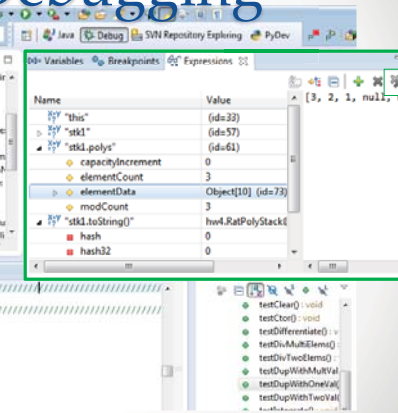 Debugging
Java Debug SVN Repository Exploring PyDev
Variables Breakpoints Expressions
Name Value
"this" (id=33)
"stk1" (id=57)
"stk1.polys" (id=61)
capacityIncrement 0
elementCount 3
elementData Object[10] (id=73)
modCount 3
"stk1.toString()" hw4.RatPolyStack
hash 0
hash32 0
[3, 2, 1, null,
testClear() : void
testCtor() : void
testDifferentiate() : v
testDivMultiElems() :
testDivTwoElems() :
testDupWithMultVal
testDupWithOneVal(
testDupWithTwoVal